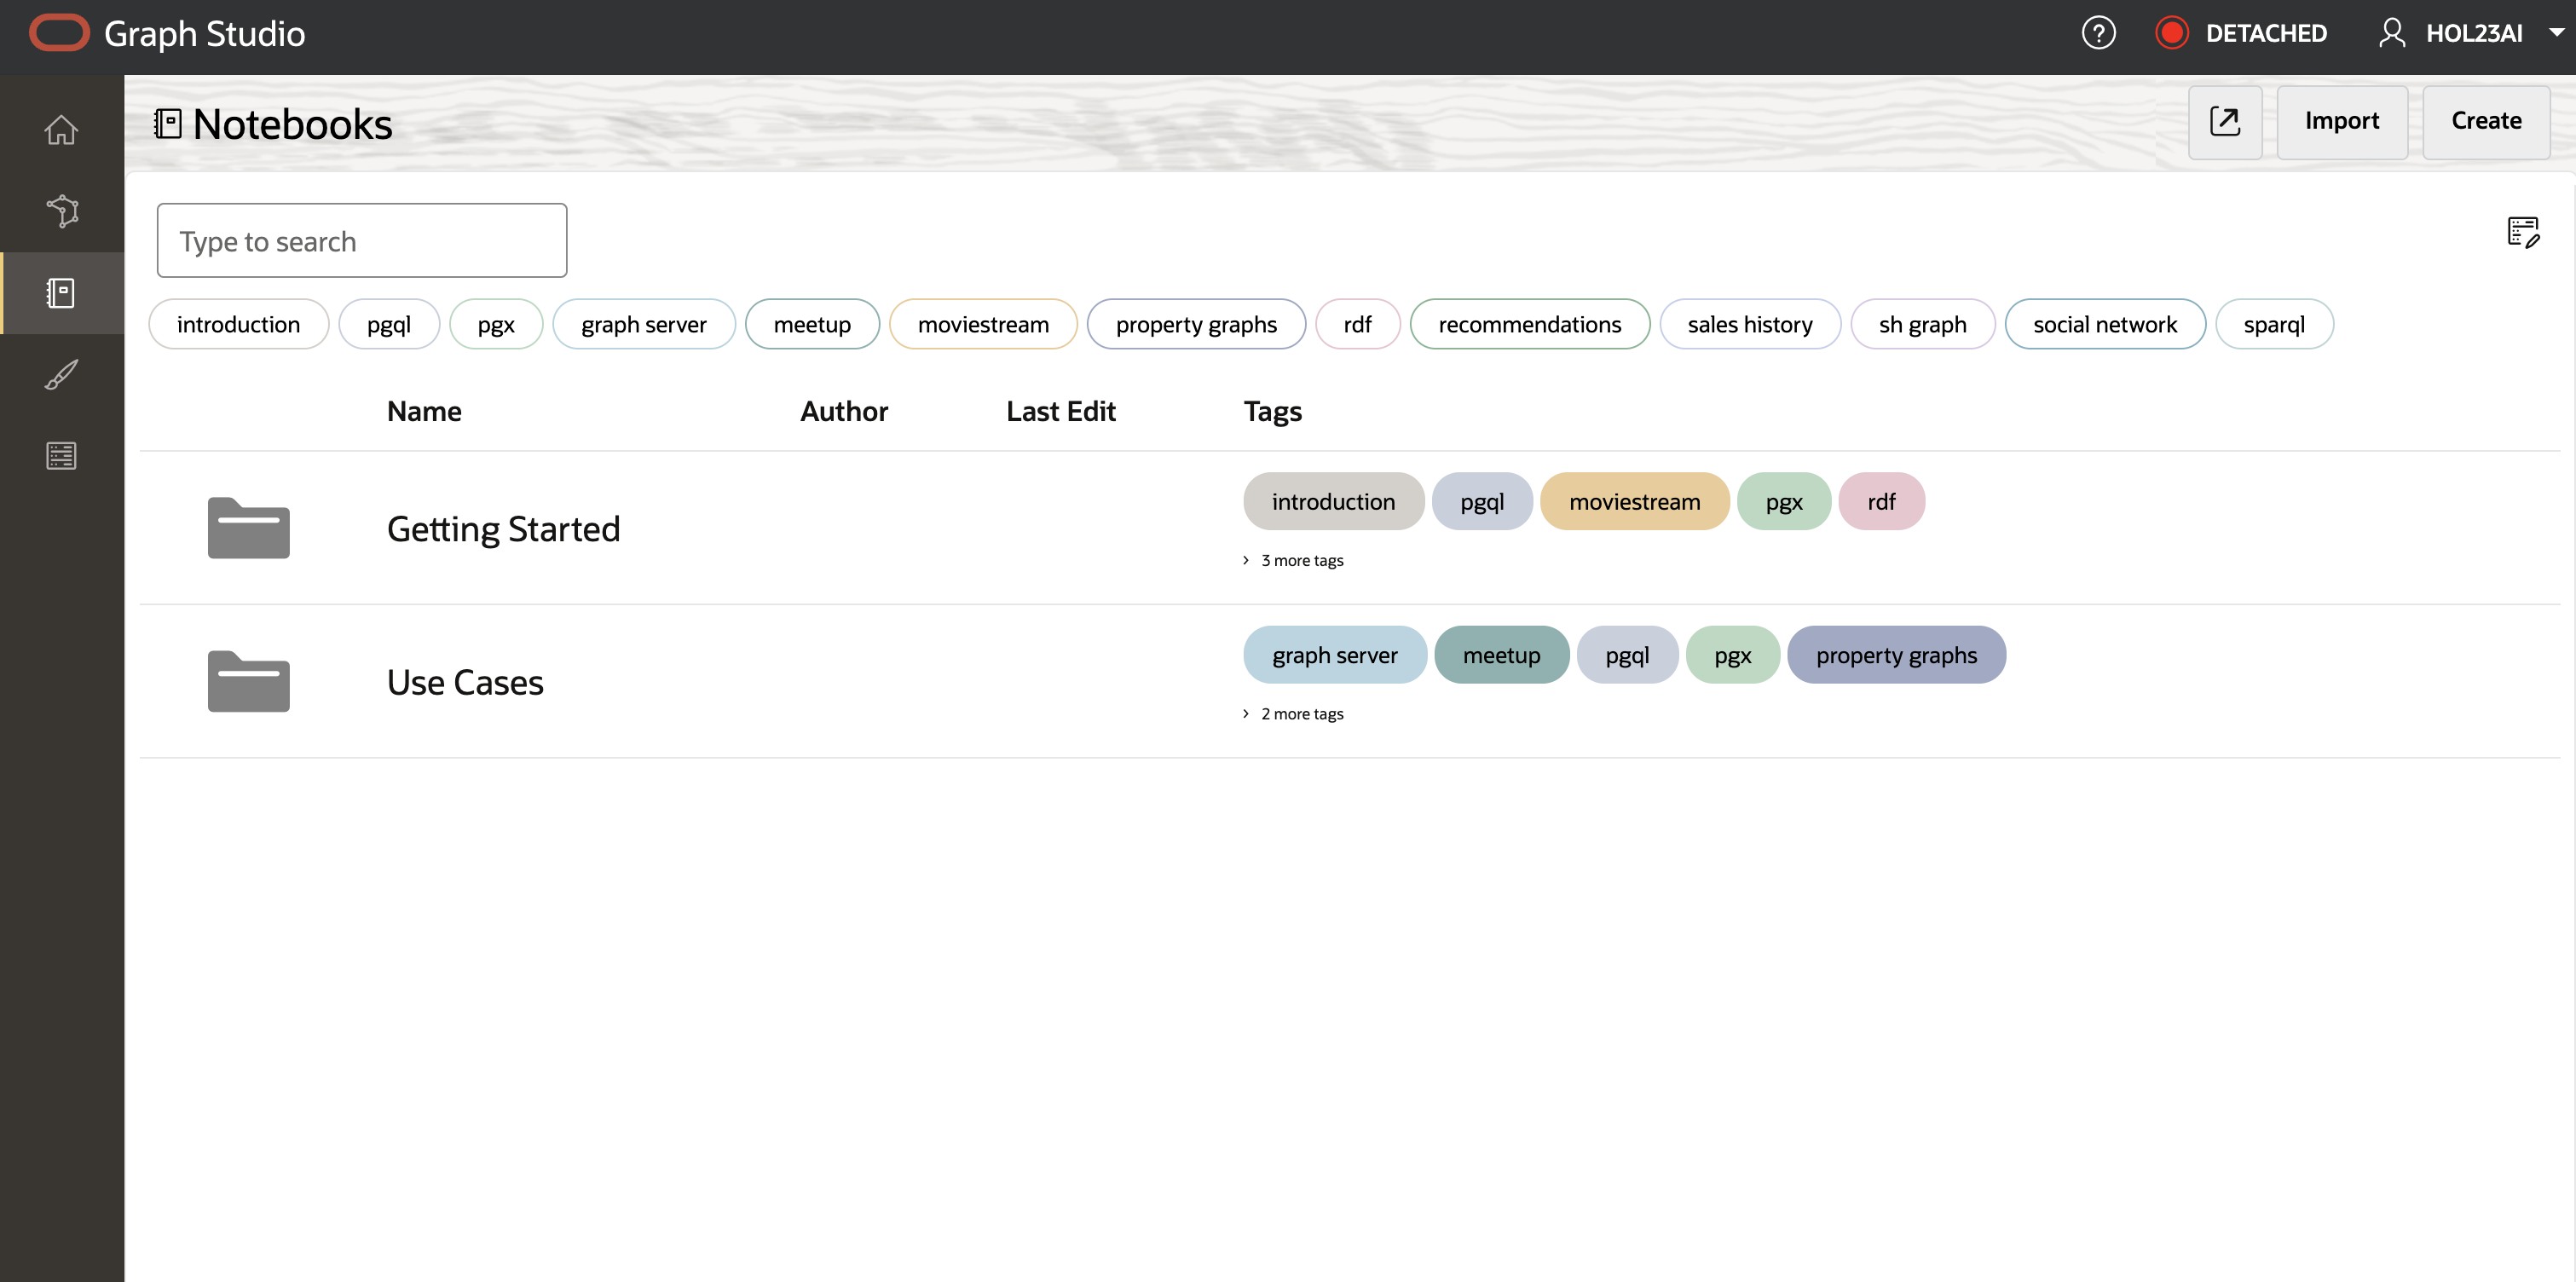 Graph Studio
? DETACHED HOL23AI
Notebooks
Import Create
Type to search
introduction pgql pgx graph server meetup moviestream property graphs rdf recommendations sales history sh graph social network sparql
Name Author Last Edit Tags
Getting Started
introduction pgql moviestream pgx rdf
3 more tags
Use Cases
graph server meetup pgql pgx property graphs
2 more tags